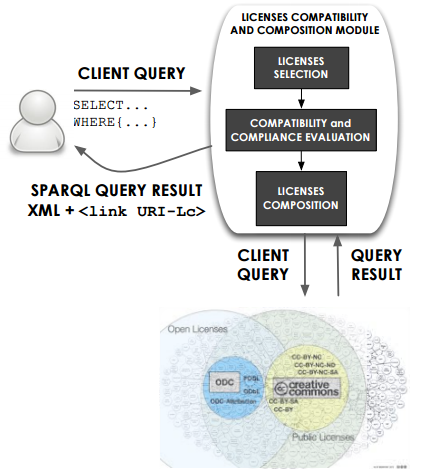 LICENSES COMPATIBILITY
AND COMPOSITION MODULE
LICENSES
SELECTION
CLIENT QUERY
SELECT...
WHERE{...}
COMPATIBILITY and
COMPLIANCE EVALUATION
SPARQL QUERY RESULT
XML + <link URI-Lc>
LICENSES
COMPOSITION
CLIENT
QUERY
QUERY
RESULT
Open Licenses
CC-BY-NC
CC-BY-NC-ND
CC-BY-NC-SA
ODC
PDDL
ODbL
ODC-Attribution
creative
commons
CC-BY-SA
CC-BY
Public Licenses